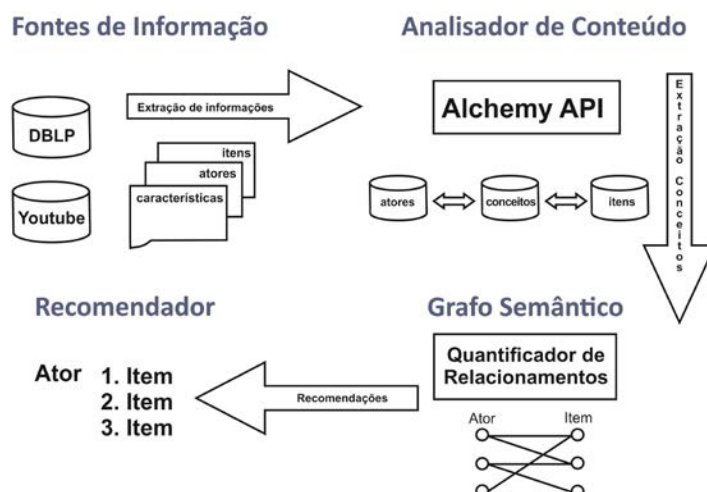 Fontes de Informação
DBLP
Youtube
Extração de informações
itens
atores
características
Analisador de Conteúdo
Alchemy API
atores
conceitos
itens
Extração Conceitos
Recomendador
Ator
1. Item
2. Item
3. Item
Recomendações
Grafo Semântico
Quantificador de
Relacionamentos
Ator
Item